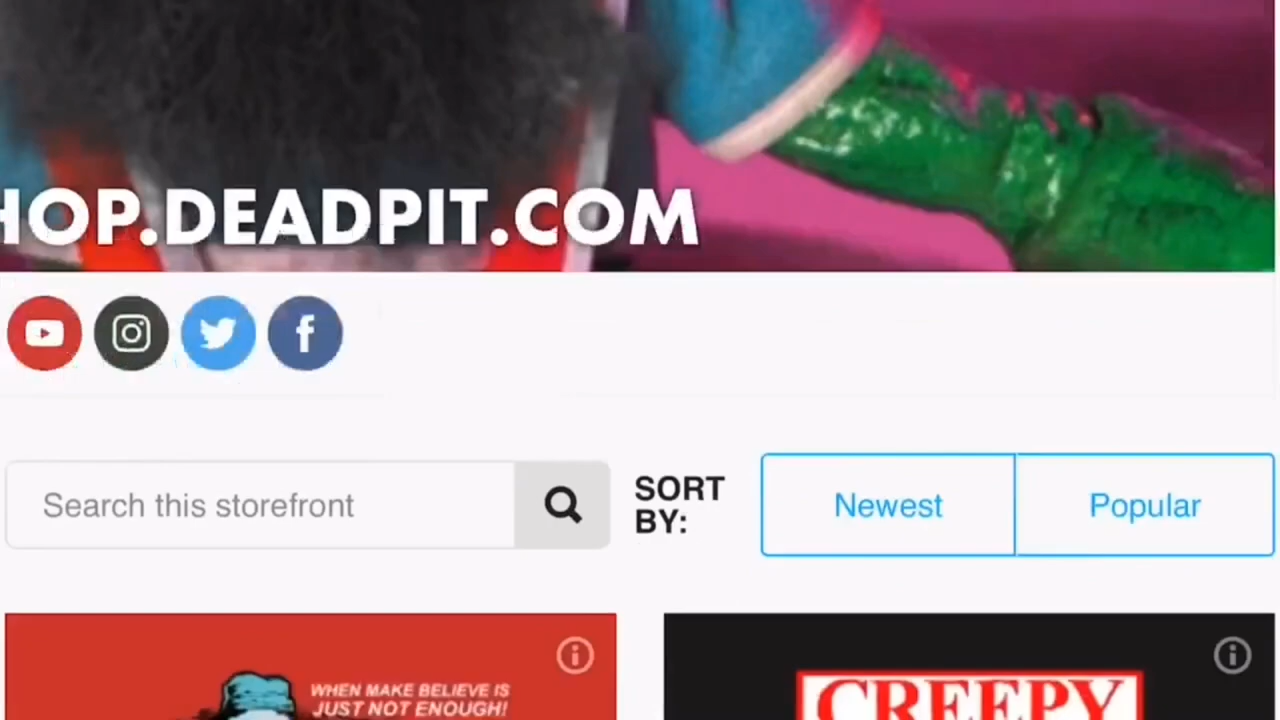 HOP.DEADPIT.COM
f
Search this storefront
SORT
BY:
Newest
Popular
WHEN MAKE BELIEVE IS
JUST NOT ENOUGH!
CREEPY